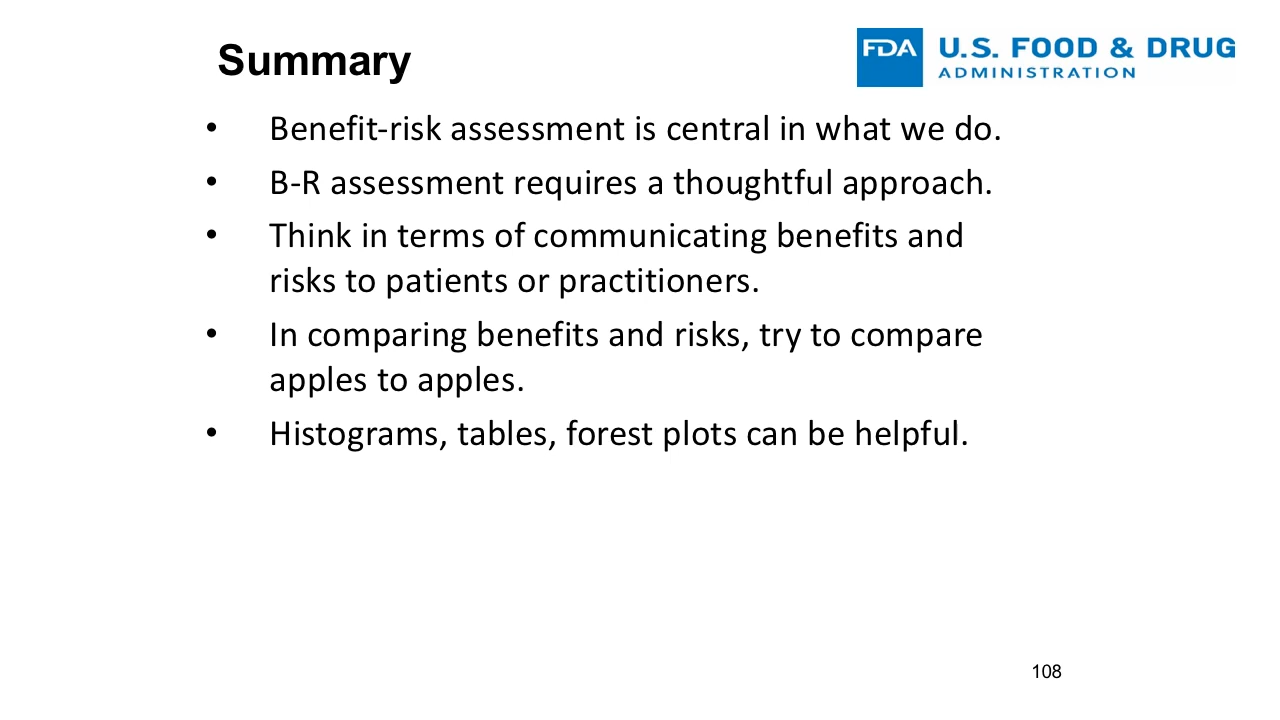 Summary
FDA
U.S. FOOD & DRUG
ADMINISTRATION
• Benefit-risk assessment is central in what we do.
• B-R assessment requires a thoughtful approach.
• Think in terms of communicating benefits and
risks to patients or practitioners.
• In comparing benefits and risks, try to compare
apples to apples.
• Histograms, tables, forest plots can be helpful.
108